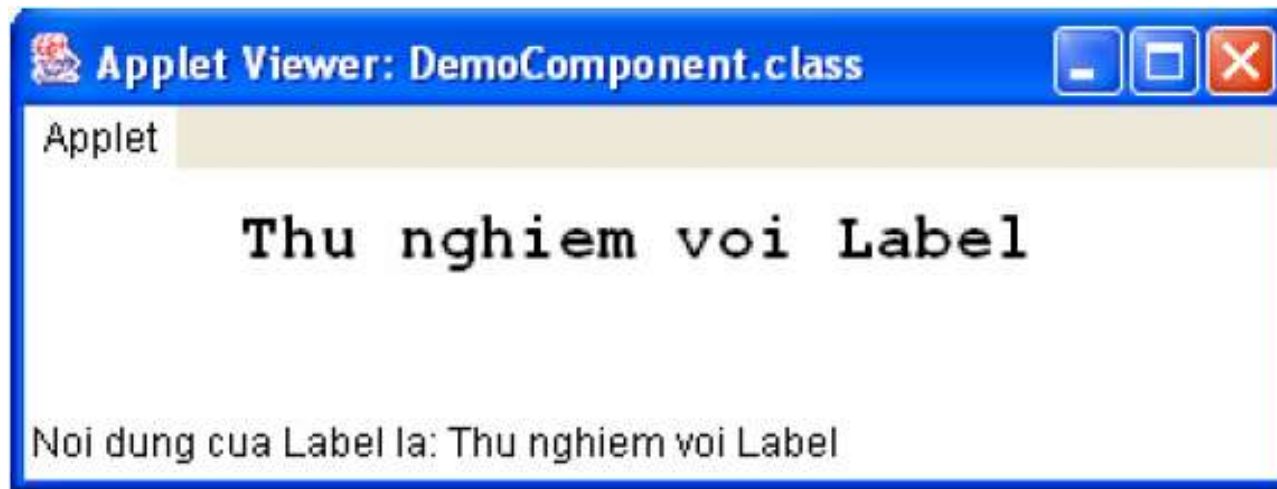 Applet Viewer: DemoComponent.class
Applet
Thu nghiem voi Label
Noi dung cua Label la: Thu nghiem voi Label